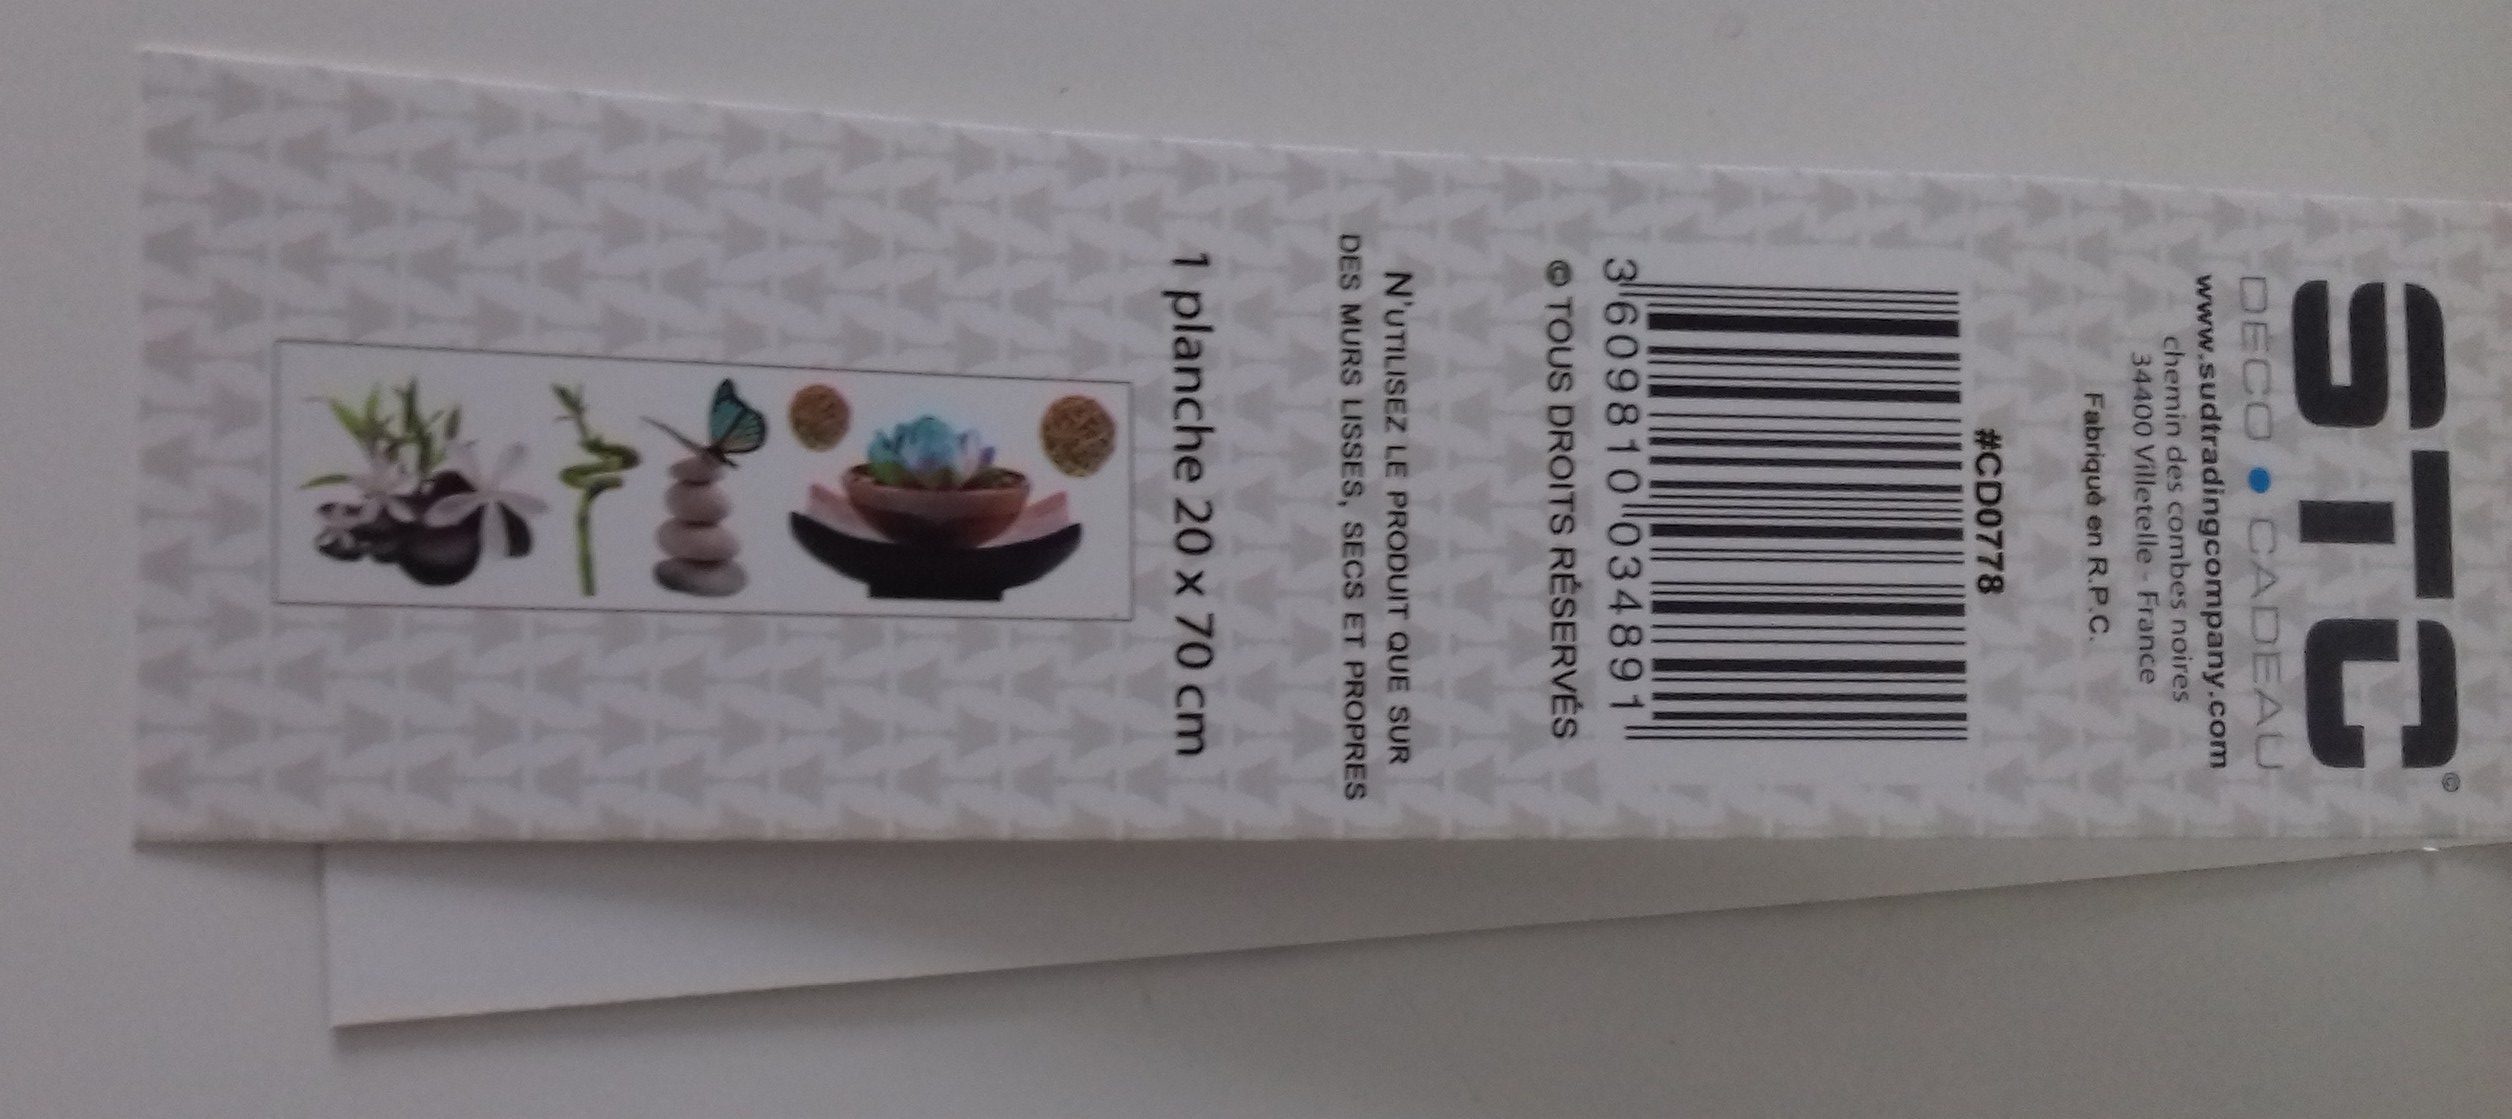 STC©
DÉCO • CADEAU
www.sudtradingcompany.com
chemin des combes noires
34400 Villetelle - France
Fabriqué en R.P.C.
#CD0778
3 609810 034891
© TOUS DROITS RÉSERVÉS
N'UTILISEZ LE PRODUIT QUE SUR
DES MURS LISSES, SECS ET PROPRES
1 planche 20 x 70 cm